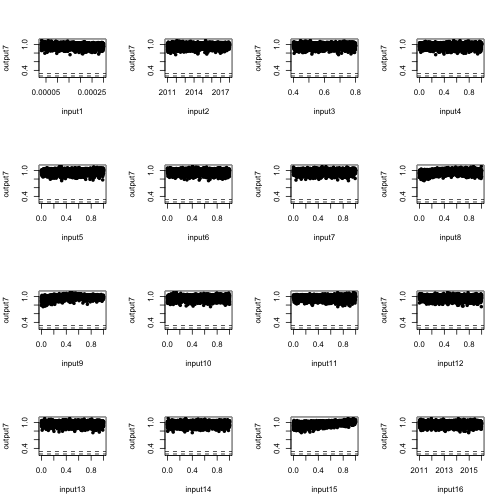 output7 1.0 0.4 0.00005 0.00025 input1
output7 1.0 0.4 2011 2014 2017 input2
output7 1.0 0.4 0.4 0.5 0.6 0.7 0.8 input3
output7 1.0 0.4 0.0 0.4 0.8 input4
output7 1.0 0.4 0.0 0.4 0.8 input5
output7 1.0 0.4 0.0 0.4 0.8 input6
output7 1.0 0.4 0.0 0.4 0.8 input7
output7 1.0 0.4 0.0 0.4 0.8 input8
output7 1.0 0.4 0.0 0.4 0.8 input9
output7 1.0 0.4 0.0 0.4 0.8 input10
output7 1.0 0.4 0.0 0.4 0.8 input11
output7 1.0 0.4 0.0 0.4 0.8 input12
output7 1.0 0.4 0.0 0.4 0.8 input13
output7 1.0 0.4 0.0 0.4 0.8 input14
output7 1.0 0.4 0.0 0.4 0.8 input15
output7 1.0 0.4 2011 2013 2015 input16